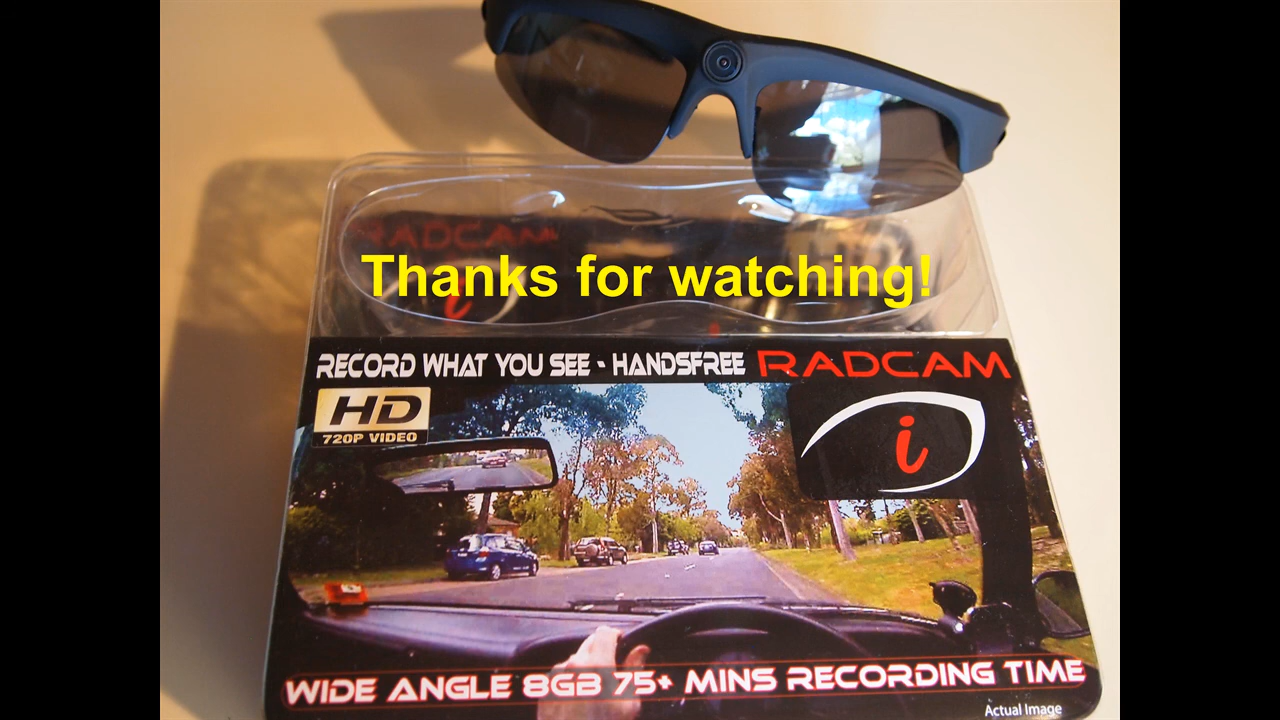 RADCAM
Thanks for watching!
i
RECORD WHAT YOU SEE - HANDSFREE RADCAM
HD
720P VIDEO
i
WIDE ANGLE 8GB 75+ MINS RECORDING TIME
Actual Image